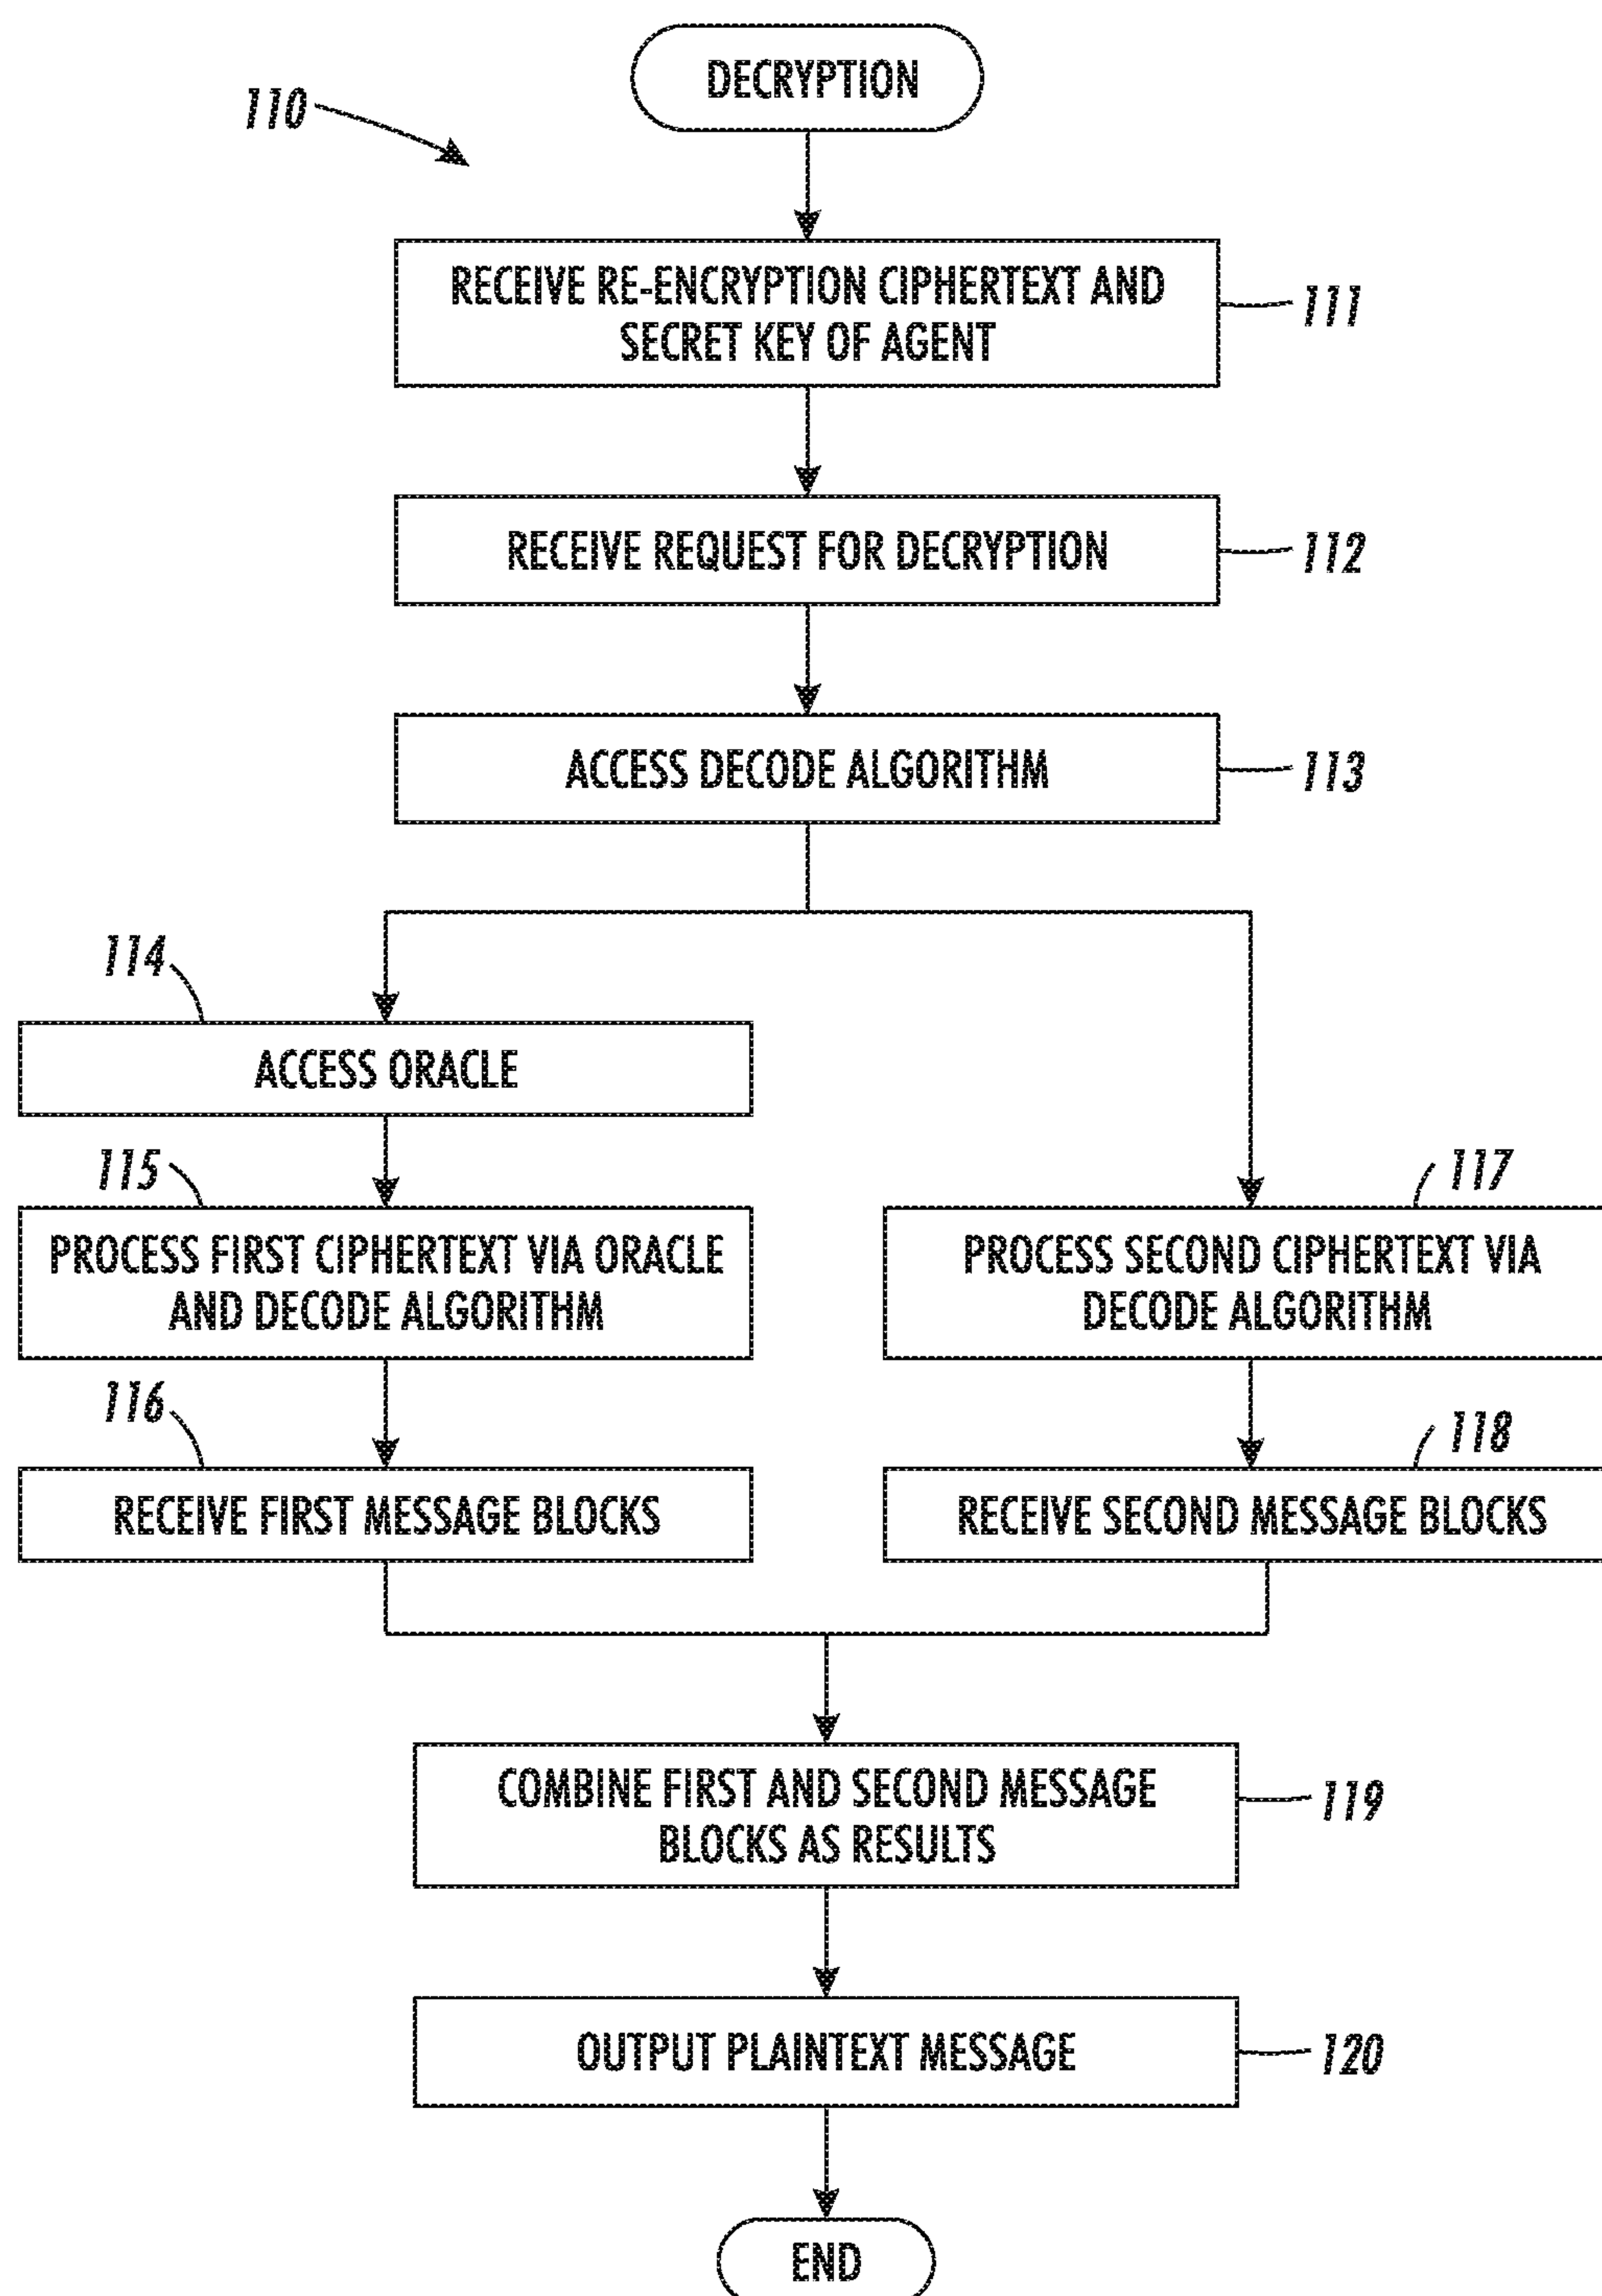 DECRYPTION
110
RECEIVE RE-ENCRYPTION CIPHERTEXT AND
SECRET KEY OF AGENT
111
RECEIVE REQUEST FOR DECRYPTION
112
ACCESS DECODE ALGORITHM
113
114
ACCESS ORACLE
115
PROCESS FIRST CIPHERTEXT VIA ORACLE
AND DECODE ALGORITHM
116
RECEIVE FIRST MESSAGE BLOCKS
117
PROCESS SECOND CIPHERTEXT VIA
DECODE ALGORITHM
118
RECEIVE SECOND MESSAGE BLOCKS
COMBINE FIRST AND SECOND MESSAGE
BLOCKS AS RESULTS
119
OUTPUT PLAINTEXT MESSAGE
120
END